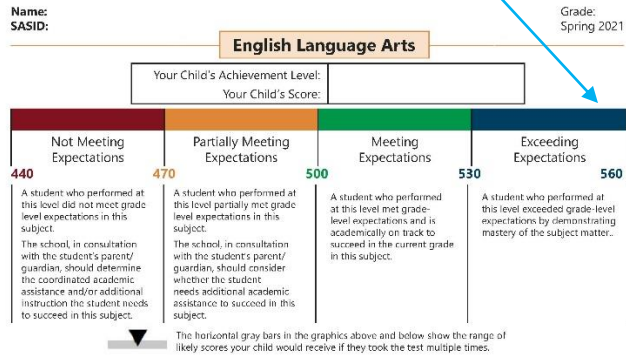 Name:
SASID:
Grade:
Spring 2021
English Language Arts
Your Child's Achievement Level:
Your Child's Score:
Not Meeting
Expectations
Partially Meeting
Expectations
Meeting
Expectations
Exceeding
Expectations
440
470
500
530
560
A student who performed at
this level did not meet grade
level expectations in this
subject.
The school, in consultation
with the student's parent/
guardian, should determine
the coordinated academic
assistance and/or additional
instruction the student needs
to succeed in this subject.
A student who performed at
this level partially met grade
level expectations in this
subject.
The school, in consultation
with the student's parent/
guardian, should consider
whether the student
needs additional academic
assistance to succeed in this
subject.
A student who performed
at this level met grade-
level expectations and is
academically on track to
succeed in the current grade
in this subject.
A student who performed at
this level exceeded grade-level
expectations by demonstrating
mastery of the subject matter..
The horizontal gray bars in the graphics above and below show the range of
likely scores your child would receive if they took the test multiple times.